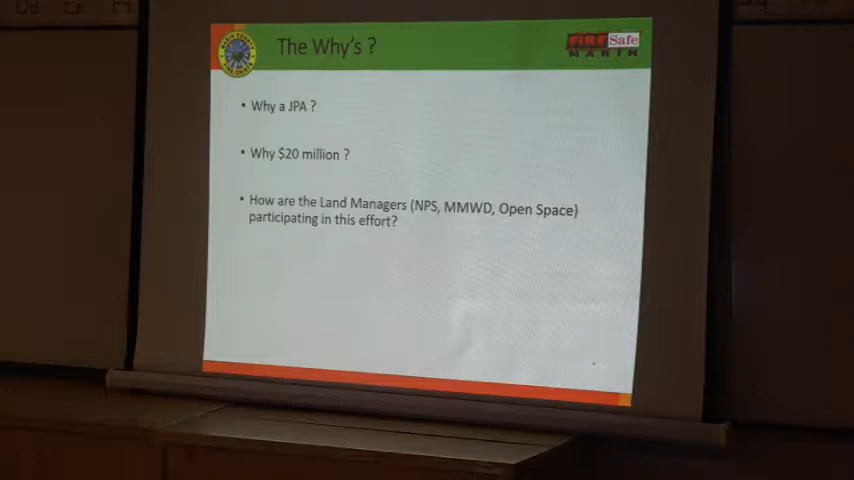 The Why's ?
FIRE Safe
MARIN
• Why a JPA ?
• Why $20 million ?
• How are the Land Managers (NPS, MMWD, Open Space)
participating in this effort?